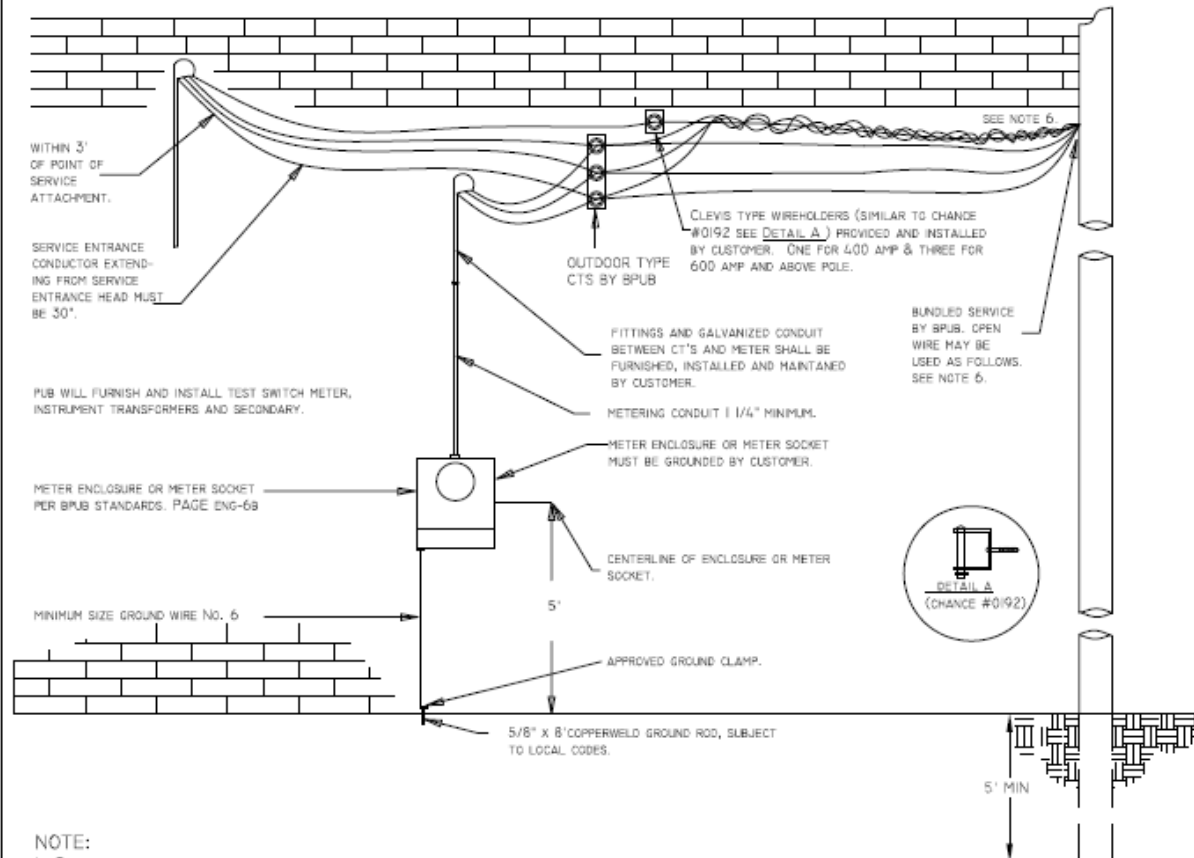 SEE NOTE 6.
WITHIN 3'
OF POINT OF
SERVICE
ATTACHMENT.
SERVICE ENTRANCE
CONDUCTOR EXTEND-
ING FROM SERVICE
ENTRANCE HEAD MUST
BE 30".
CLEVIS TYPE WIREHOLDERS (SIMILAR TO CHANCE
#0192 SEE DETAIL A) PROVIDED AND INSTALLED
BY CUSTOMER. ONE FOR 400 AMP & THREE FOR
600 AMP AND ABOVE POLE.
OUTDOOR TYPE
CTS BY BPUB
BUNDLED SERVICE
BY BPUB. OPEN
WIRE MAY BE
USED AS FOLLOWS.
SEE NOTE 6.
FITTINGS AND GALVANIZED CONDUIT
BETWEEN CT'S AND METER SHALL BE
FURNISHED, INSTALLED AND MAINTANED
BY CUSTOMER.
PUB WILL FURNISH AND INSTALL TEST SWITCH METER,
INSTRUMENT TRANSFORMERS AND SECONDARY.
METERING CONDUIT 1 1/4" MINIMUM.
METER ENCLOSURE OR METER SOCKET
MUST BE GROUNDED BY CUSTOMER.
METER ENCLOSURE OR METER SOCKET
PER BPUB STANDARDS. PAGE ENG-6B
CENTERLINE OF ENCLOSURE OR METER
SOCKET.
DETAIL A
(CHANCE #0192)
5'
MINIMUM SIZE GROUND WIRE NO. 6
APPROVED GROUND CLAMP.
5/8" X 8'COPPERWELD GROUND ROD, SUBJECT
TO LOCAL CODES.
5' MIN
NOTE: